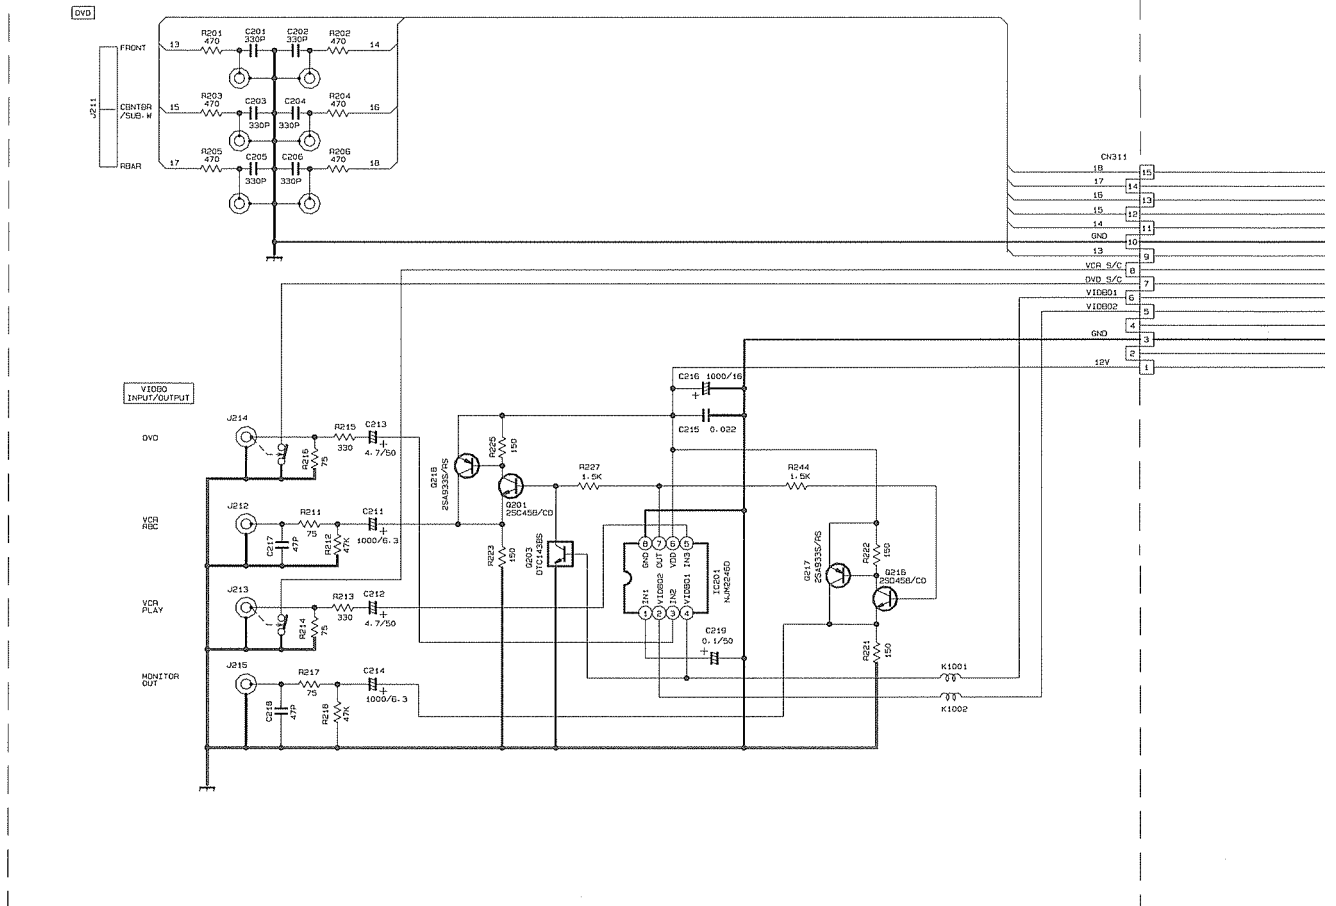 DVD
J211
FRONT
CENTER
/SUB.W
REAR
13
R201
470
C201
330P
C202
330P
R202
470
14
15
R203
470
C203
330P
C204
330P
R204
470
16
17
R205
470
C205
330P
C206
330P
R206
470
18
CN311
18 15
17 14
16 13
15 12
14 11
GND 10
13 9
VCR S/C 8
DVD S/C 7
VIDEO1 6
VIDEO2 5
4
GND 3
2
12V 1
VIDEO
INPUT/OUTPUT
DVD
J214
R216
75
R215
330
C213
+
4.7/50
VCR
REC
J212
C217
47P
R211
75
R212
47K
C211
+
1000/6.3
VCR
PLAY
J213
R214
75
R213
330
C212
+
4.7/50
MONITOR
OUT
J215
C218
47P
R217
75
R218
47K
C214
+
1000/6.3
Q218
2SA933S/RS
R225
150
Q201
2SC458/CD
R223
150
Q203
DTC143ES
R227
1.5K
R244
1.5K
C216 1000/16
+
C215 0.022
8 7 6 5
GND
OUT
VDD
IN3
IN1
VIDEO2
IN2
VIDEO1
1 2 3 4
IC201
NJM2246D
C219
0.1/50
+
Q217
2SA933S/RS
R222
150
Q216
2SC458/CD
R221
150
K1001
K1002